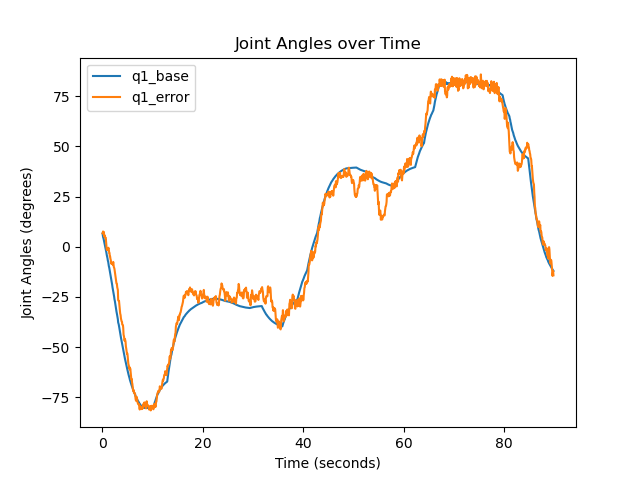 Joint Angles over Time
q1_base
q1_error
75
50
25
0
−25
−50
−75
Joint Angles (degrees)
0 20 40 60 80
Time (seconds)